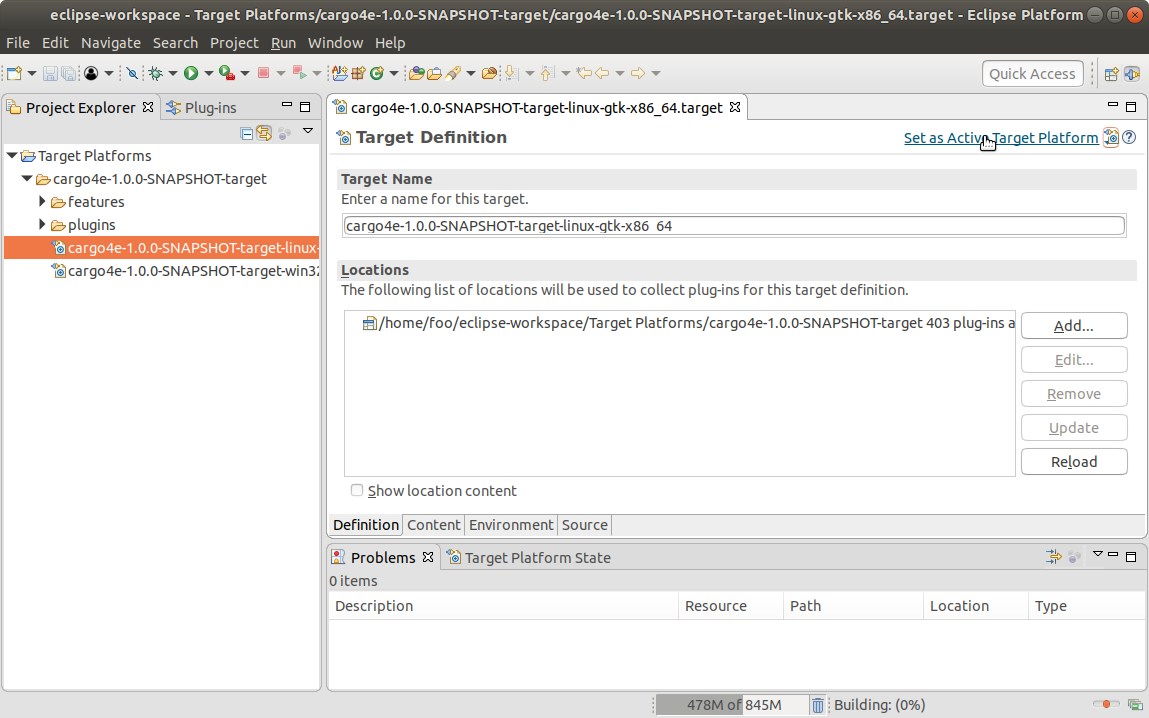 eclipse-workspace - Target Platforms/cargo4e-1.0.0-SNAPSHOT-target/cargo4e-1.0.0-SNAPSHOT-target-linux-gtk-x86_64.target - Eclipse Platform
File Edit Navigate Search Project Run Window Help
Quick Access
Project Explorer Plug-ins
Target Platforms
cargo4e-1.0.0-SNAPSHOT-target
features
plugins
cargo4e-1.0.0-SNAPSHOT-target-linux-
cargo4e-1.0.0-SNAPSHOT-target-win32
cargo4e-1.0.0-SNAPSHOT-target-linux-gtk-x86_64.target
Target Definition
Set as Active Target Platform
Target Name
Enter a name for this target.
cargo4e-1.0.0-SNAPSHOT-target-linux-gtk-x86_64
Locations
The following list of locations will be used to collect plug-ins for this target definition.
/home/foo/eclipse-workspace/Target Platforms/cargo4e-1.0.0-SNAPSHOT-target 403 plug-ins a
Add...
Edit...
Remove
Update
Reload
Show location content
Definition Content Environment Source
Problems Target Platform State
0 items
Description Resource Path Location Type
478M of 845M Building: (0%)